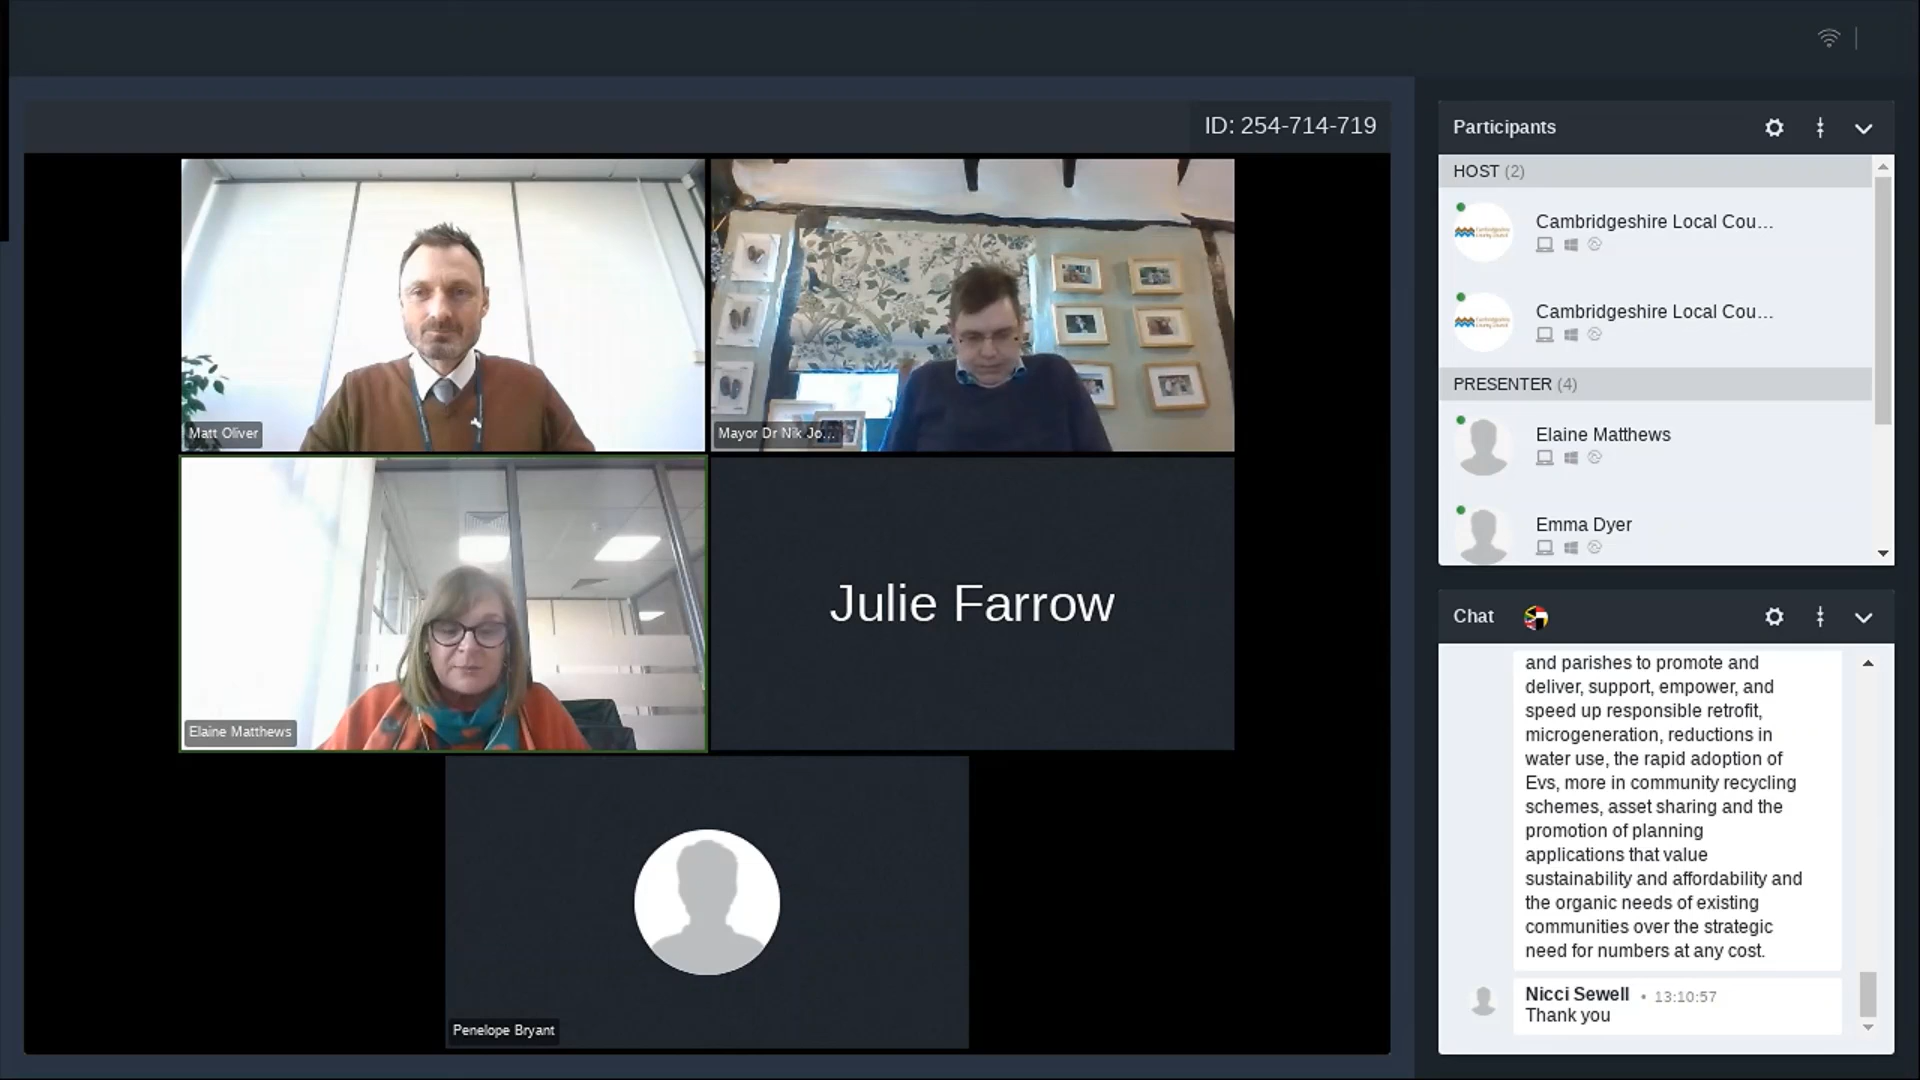 ID: 254-714-719
Matt Oliver
Mayor Dr Nik Jo...
Elaine Matthews
Julie Farrow
Penelope Bryant
Participants
HOST (2)
Cambridgeshire Local Cou...
Cambridgeshire Local Cou...
PRESENTER (4)
Elaine Matthews
Emma Dyer
Chat
and parishes to promote and
deliver, support, empower, and
speed up responsible retrofit,
microgeneration, reductions in
water use, the rapid adoption of
Evs, more in community recycling
schemes, asset sharing and the
promotion of planning
applications that value
sustainability and affordability and
the organic needs of existing
communities over the strategic
need for numbers at any cost.
Nicci Sewell • 13:10:57
Thank you